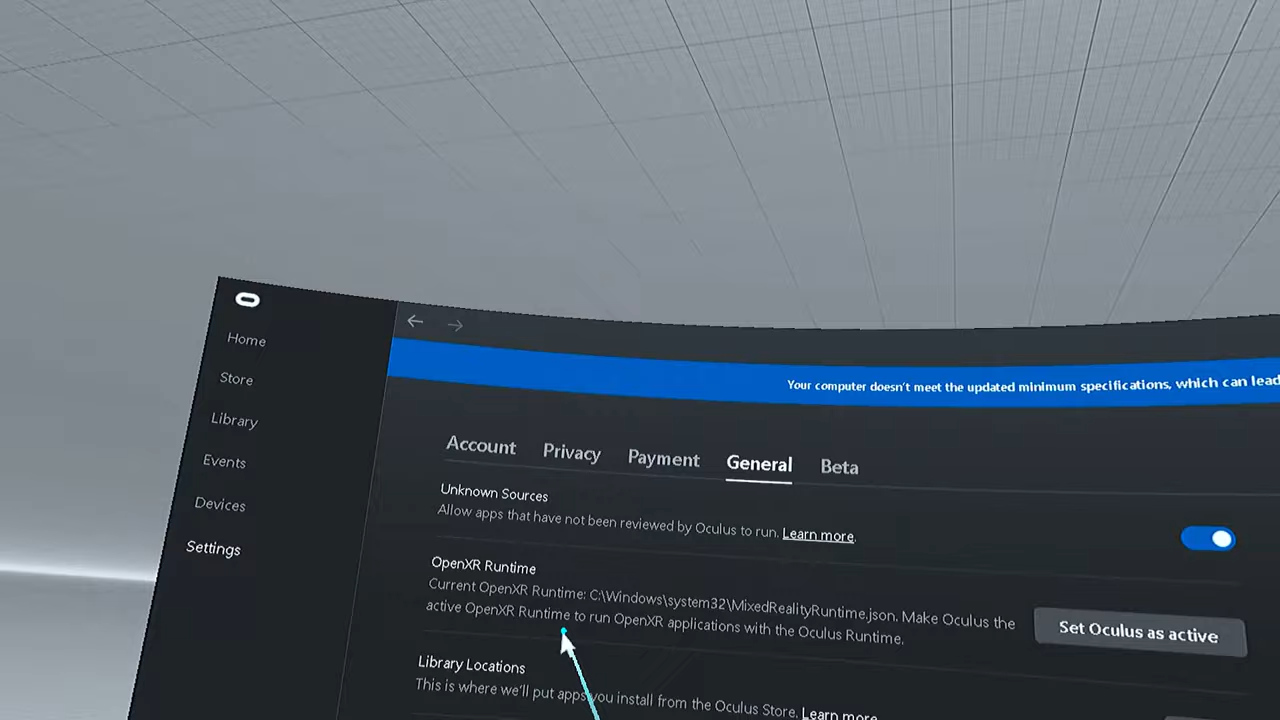 Home
Store
Library
Events
Devices
Settings
Your computer doesn't meet the updated minimum specifications, which can lead
Account Privacy Payment General Beta
Unknown Sources
Allow apps that have not been reviewed by Oculus to run. Learn more.
OpenXR Runtime
Current OpenXR Runtime: C:\Windows\system32\MixedRealityRuntime.json. Make Oculus the
active OpenXR Runtime to run OpenXR applications with the Oculus Runtime.
Set Oculus as active
Library Locations
This is where we'll put apps you install from the Oculus Store. Learn more